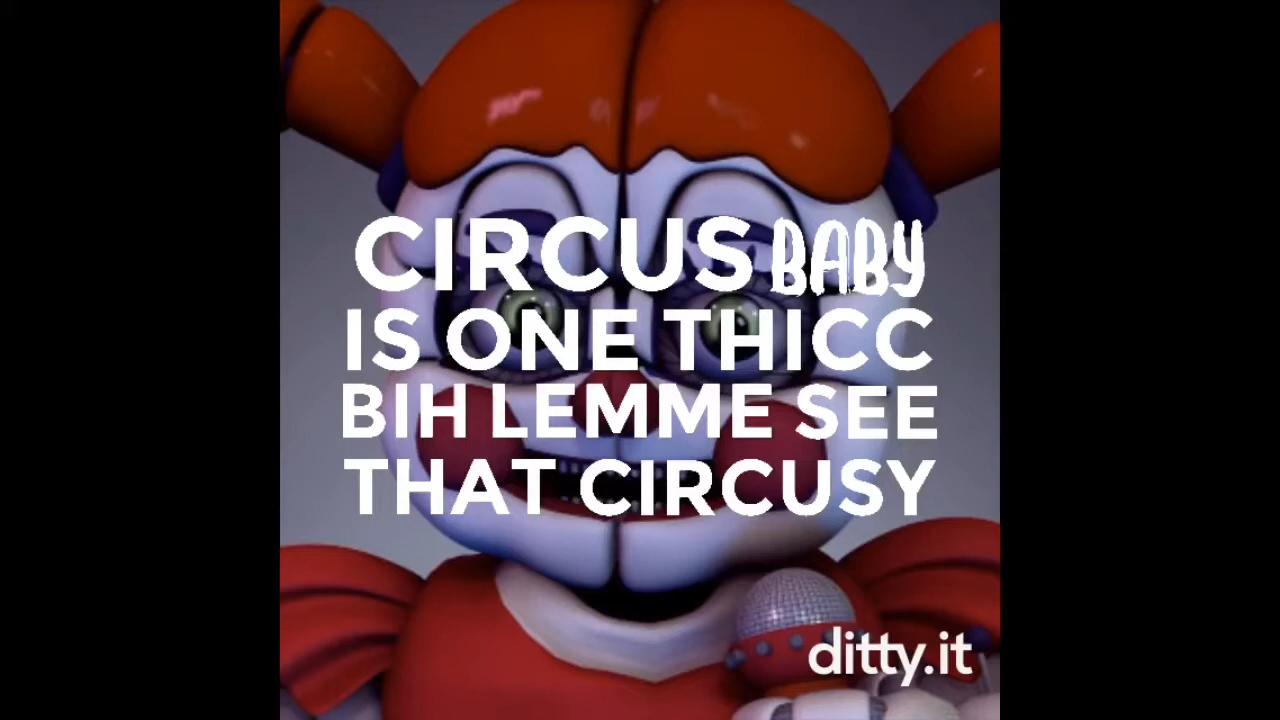 CIRCUS BABY
IS ONE THICC
BIH LEMME SEE
THAT CIRCUSY
ditty.it